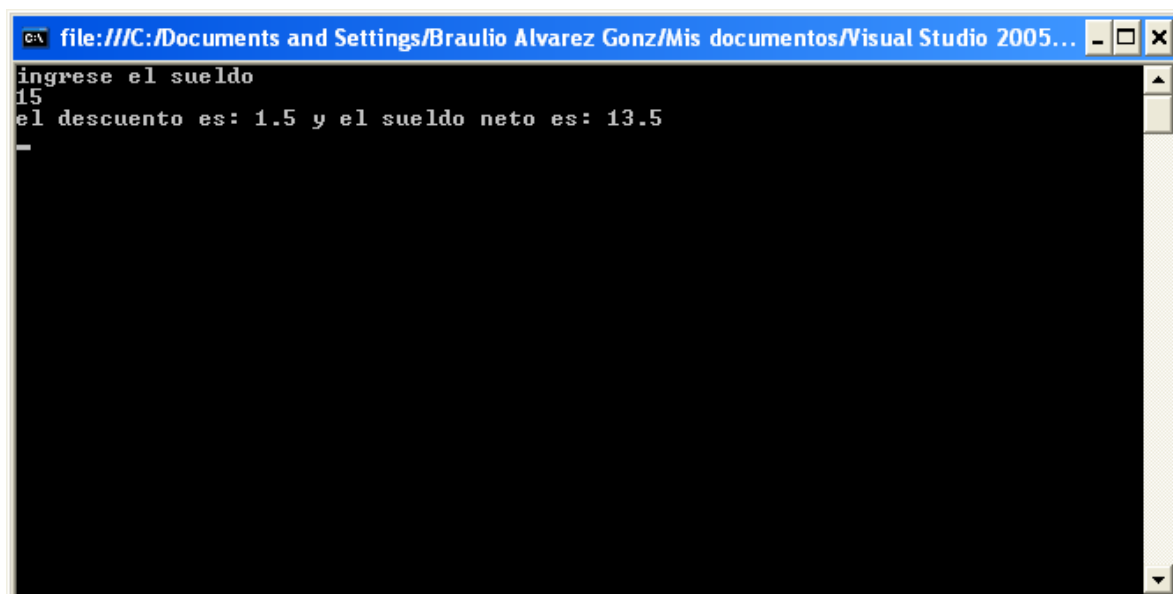 file:///C:/Documents and Settings/Braulio Alvarez Gonz/Mis documentos/Visual Studio 2005...
ingrese el sueldo
15
el descuento es: 1.5 y el sueldo neto es: 13.5